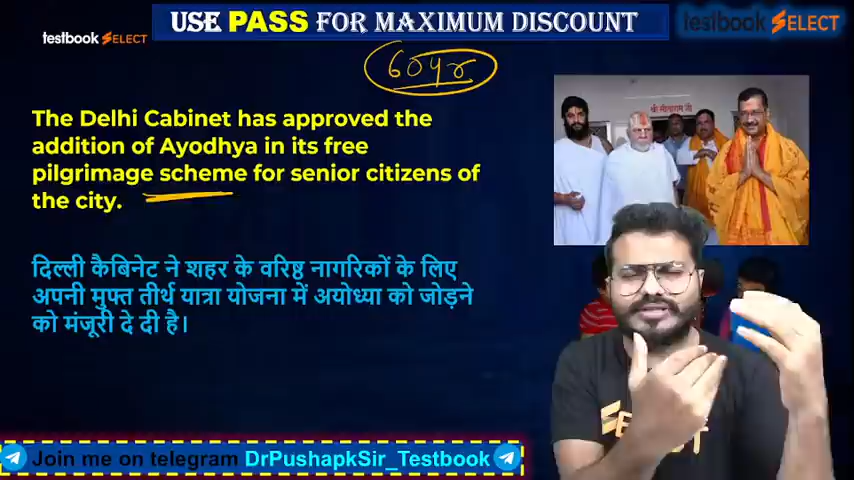 testbook SELECT
USE PASS FOR MAXIMUM DISCOUNT
testbook SELECT
60yr
The Delhi Cabinet has approved the
addition of Ayodhya in its free
pilgrimage scheme for senior citizens of
the city.
श्री सीताराम जी
दिल्ली कैबिनेट ने शहर के वरिष्ठ नागरिकों के लिए
अपनी मुफ्त तीर्थ यात्रा योजना में अयोध्या को जोड़ने
को मंजूरी दे दी है।
Join me on telegram DrPushapkSir_Testbook